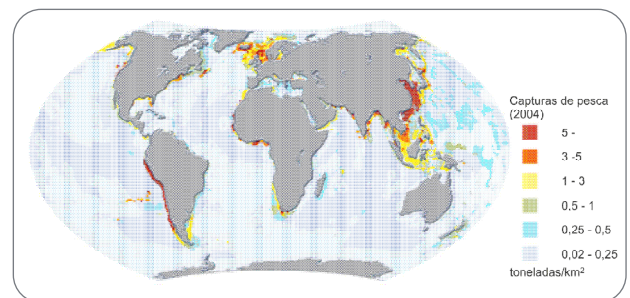 Capturas de pesca
(2004)
5 -
3 -5
1 - 3
0,5 - 1
0,25 - 0,5
0,02 - 0,25
toneladas/km²